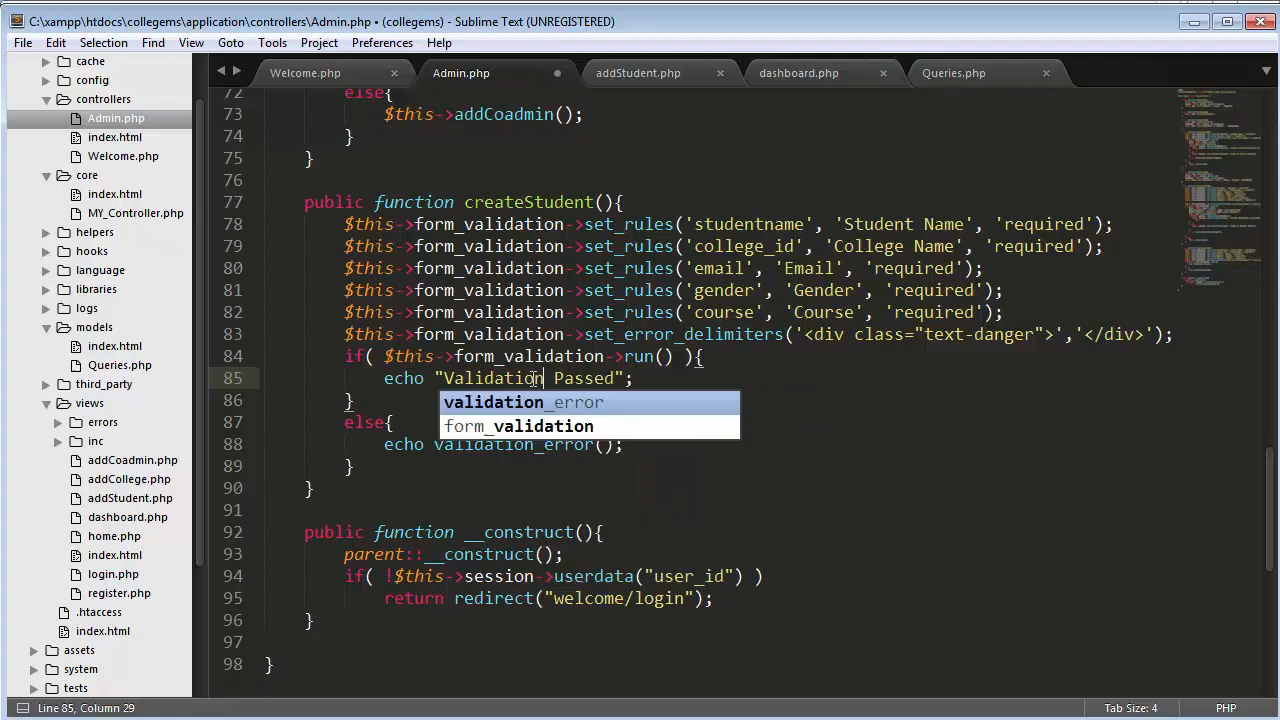 C:\xampp\htdocs\collegems\application\controllers\Admin.php • (collegems) - Sublime Text (UNREGISTERED)
File Edit Selection Find View Goto Tools Project Preferences Help
cache
config
controllers
Admin.php
index.html
Welcome.php
core
index.html
MY_Controller.php
helpers
hooks
language
libraries
logs
models
index.html
Queries.php
third_party
views
errors
inc
addCoadmin.php
addCollege.php
addStudent.php
dashboard.php
home.php
index.html
login.php
register.php
.htaccess
index.html
assets
system
tests
Welcome.php Admin.php addStudent.php dashboard.php Queries.php
72 else{
73 $this->addCoadmin();
74 }
75 }
76
77 public function createStudent(){
78 $this->form_validation->set_rules('studentname', 'Student Name', 'required');
79 $this->form_validation->set_rules('college_id', 'College Name', 'required');
80 $this->form_validation->set_rules('email', 'Email', 'required');
81 $this->form_validation->set_rules('gender', 'Gender', 'required');
82 $this->form_validation->set_rules('course', 'Course', 'required');
83 $this->form_validation->set_error_delimiters('<div class="text-danger">','</div>');
84 if( $this->form_validation->run() ){
85 echo "Validation Passed";
validation_error
86 }
form_validation
87 else{
88 echo validation_error();
89 }
90 }
91
92 public function __construct(){
93 parent::__construct();
94 if( !$this->session->userdata("user_id") )
95 return redirect("welcome/login");
96 }
97
98 }
Line 85, Column 29 Tab Size: 4 PHP